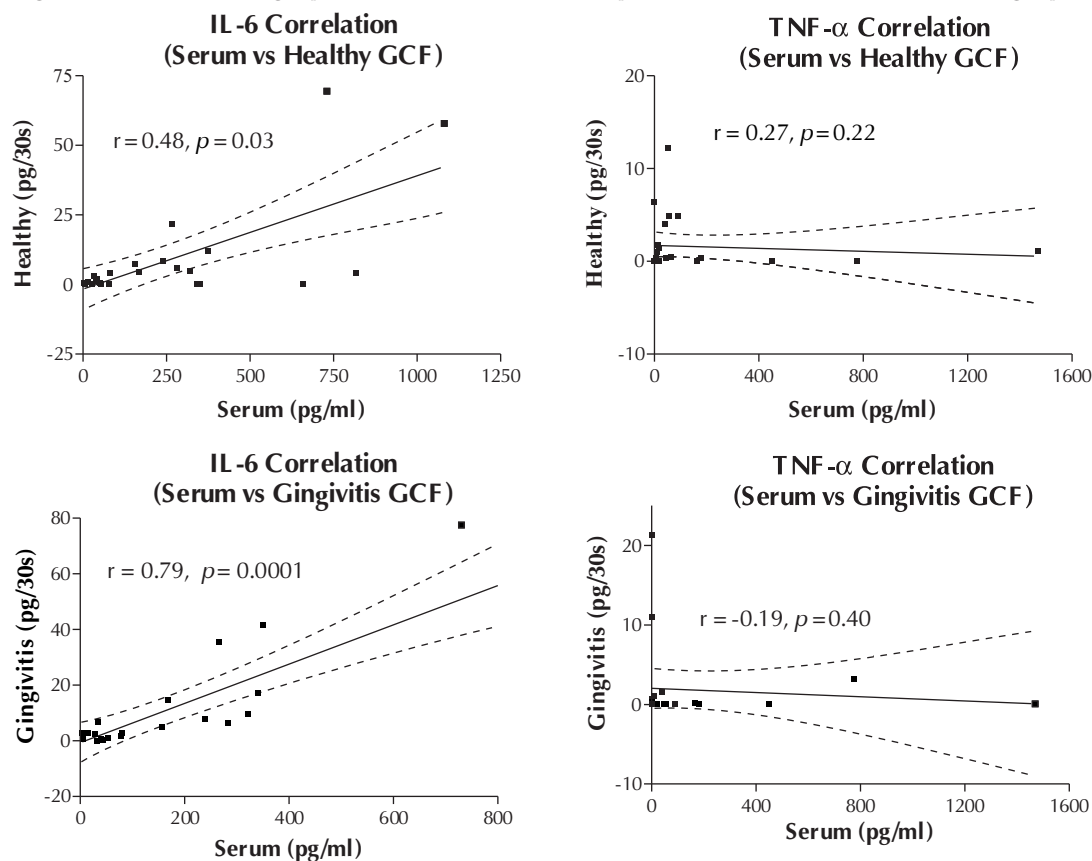 IL-6 Correlation
(Serum vs Healthy GCF)
75
50
25
0
-25
Healthy (pg/30s)
r = 0.48, p = 0.03
0 250 500 750 1000 1250
Serum (pg/ml)
TNF-α Correlation
(Serum vs Healthy GCF)
20
10
0
-10
Healthy (pg/30s)
r = 0.27, p = 0.22
0 400 800 1200 1600
Serum (pg/ml)
IL-6 Correlation
(Serum vs Gingivitis GCF)
80
60
40
20
0
-20
Gingivitis (pg/30s)
r = 0.79, p = 0.0001
0 200 400 600 800
Serum (pg/ml)
TNF-α Correlation
(Serum vs Gingivitis GCF)
20
10
0
-10
Gingivitis (pg/30s)
r = -0.19, p = 0.40
0 400 800 1200 1600
Serum (pg/ml)